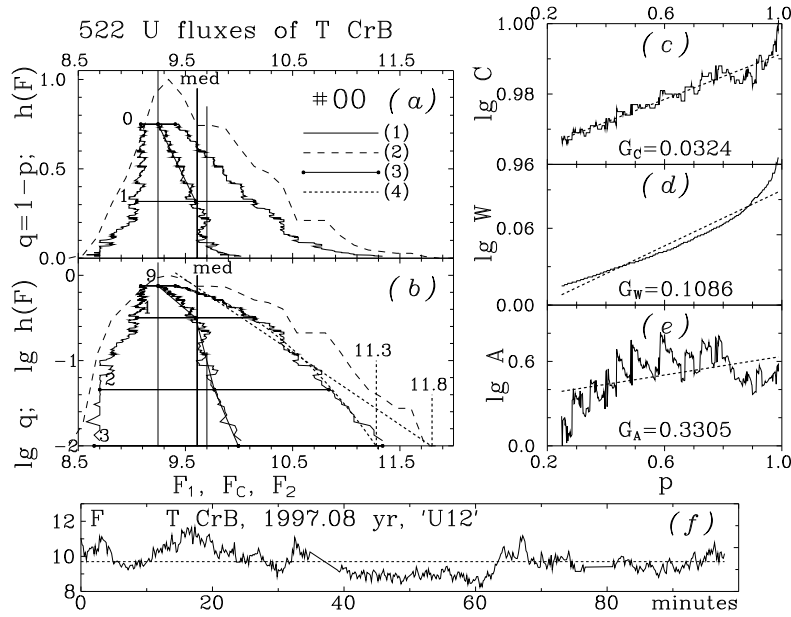 522 U fluxes of T CrB
8.5 9.5 10.5 11.5
med
#00 (a)
(1)
(2)
(3)
(4)
1.0
0.5
0.0
q=1−p; h(F)
0
1
med
(b)
9
1
2
3
11.3
11.8
0
−1
−2
lg q; lg h(F)
8.5 9.5 10.5 11.5
F1, FC, F2
0.2 0.6 1.0
1.00
0.98
0.96
lg C
(c)
GC=0.0324
(d)
0.06
0.00
lg W
GW=0.1086
(e)
0.6
0.0
lg A
GA=0.3305
0.2 0.6 1.0
p
12
10
8
F T CrB, 1997.08 yr, 'U12' (f)
0 20 40 60 80 minutes